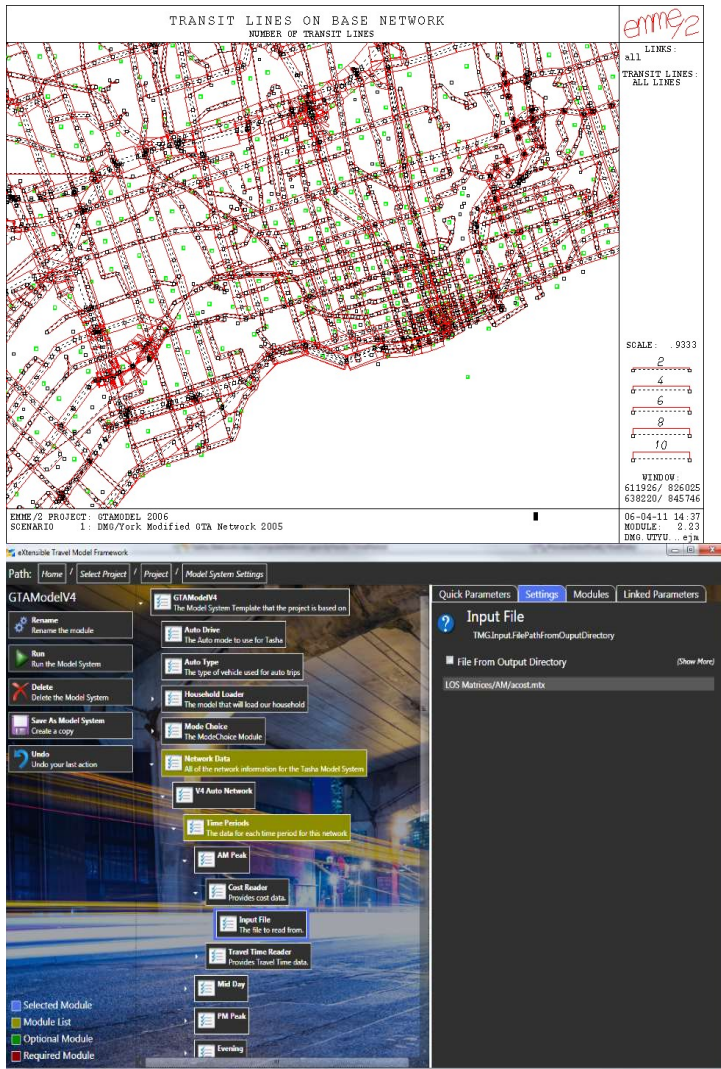 TRANSIT LINES ON BASE NETWORK
NUMBER OF TRANSIT LINES
emme/2
LINKS:
all
TRANSIT LINES:
ALL LINES
SCALE: .9333
2
4
6
8
10
WINDOW:
611926/ 826025
638220/ 845746
EMME/2 PROJECT: GTAMODEL 2006
SCENARIO 1: DMG/York Modified GTA Network 2005
06-04-11 14:37
MODULE: 2.23
DMG.UTYU...ejm
eXtensible Travel Model Framework
Path: Home / Select Project / Project / Model System Settings
GTAModelV4
Rename
Rename the module
Run
Run the Model System
Delete
Delete the Model System
Save As Model System
Create a copy
Undo
Undo your last action
GTAModelV4
The Model System Template that the project is based on
Auto Drive
The Auto mode to use for Tasha
Auto Type
The type of vehicle used for auto trips
Household Loader
The model that will load our household
Mode Choice
The ModeChoice Module
Network Data
All of the network information for the Tasha Model System
V4 Auto Network
Time Periods
The data for each time period for this network
AM Peak
Cost Reader
Provides cost data.
Input File
The file to read from.
Travel Time Reader
Provides Travel Time data.
Mid Day
PM Peak
Evening
Selected Module
Module List
Optional Module
Required Module
Quick Parameters Settings Modules Linked Parameters
Input File
TMG.Input.FilePathFromOuputDirectory
File From Output Directory (Show More)
LOS Matrices/AM/acost.mtx